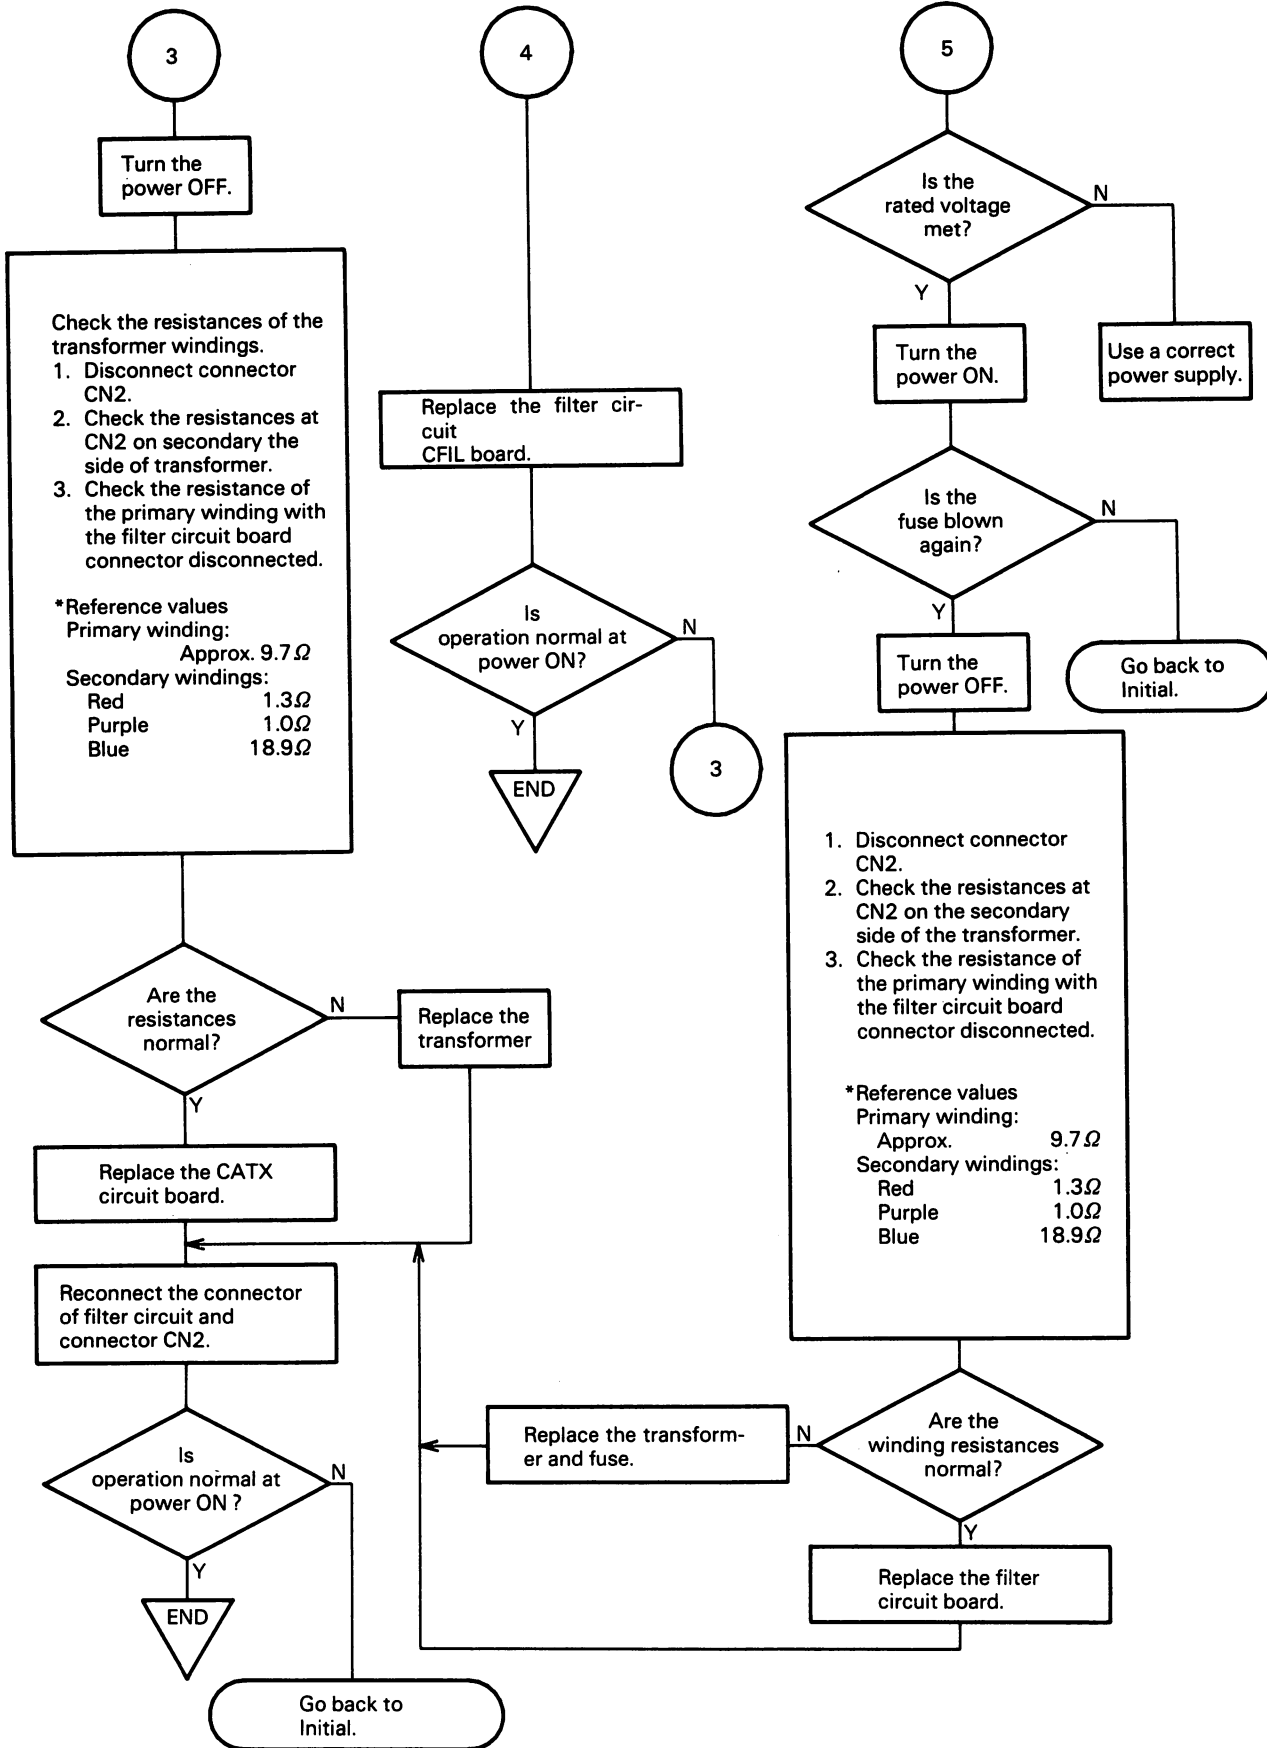 3
Turn the
power OFF.
Check the resistances of the
transformer windings.
1. Disconnect connector
CN2.
2. Check the resistances at
CN2 on secondary the
side of transformer.
3. Check the resistance of
the primary winding with
the filter circuit board
connector disconnected.
*Reference values
Primary winding:
Approx. 9.7Ω
Secondary windings:
Red 1.3Ω
Purple 1.0Ω
Blue 18.9Ω
Are the
resistances
normal?
N
Replace the
transformer
Y
Replace the CATX
circuit board.
Reconnect the connector
of filter circuit and
connector CN2.
Is
operation normal at
power ON ?
N
Y
END
Go back to
Initial.
4
Replace the filter cir-
cuit
CFIL board.
Is
operation normal at
power ON?
N
Y
END
3
5
Is the
rated voltage
met?
N
Y
Turn the
power ON.
Use a correct
power supply.
Is the
fuse blown
again?
N
Y
Turn the
power OFF.
Go back to
Initial.
1. Disconnect connector
CN2.
2. Check the resistances at
CN2 on the secondary
side of the transformer.
3. Check the resistance of
the primary winding with
the filter circuit board
connector disconnected.
*Reference values
Primary winding:
Approx. 9.7Ω
Secondary windings:
Red 1.3Ω
Purple 1.0Ω
Blue 18.9Ω
Are the
winding resistances
normal?
N
Replace the transform-
er and fuse.
Y
Replace the filter
circuit board.